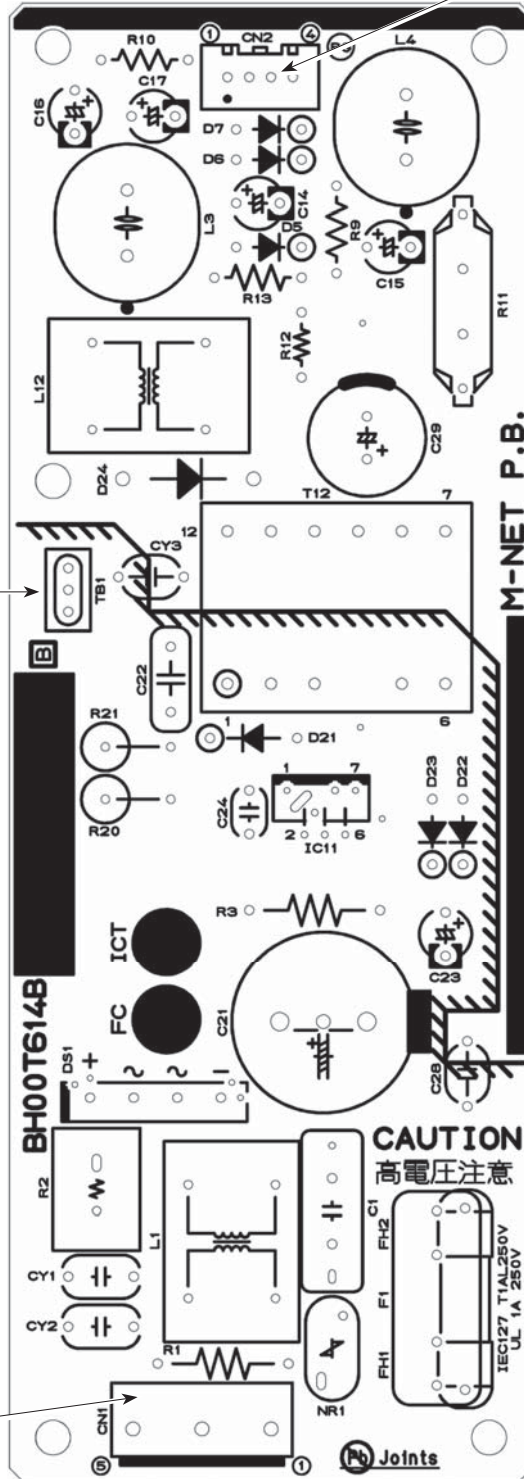 ① CN2 ④
R10
C17
C16
L4
D7
D6
C14
D5
L3
R9
C15
R13
R11
R12
L12
C29
D24
T12 7
12
CY3
TB1
B
M-NET P.B.
C22
R21
1 D21
6
R20
C24
1 7
2 6
IC11
D23
D22
R3
ICT
C23
FC
C21
BH00T614B
DS1
+ ~ ~ -
C28
CAUTION
高電圧注意
R2
L1
C1
FH2
F1
FH1
IEC127 T1AL250V
UL 1A 250V
CY1
CY2
R1
NR1
CN1
⑤ ①
Pb Joints